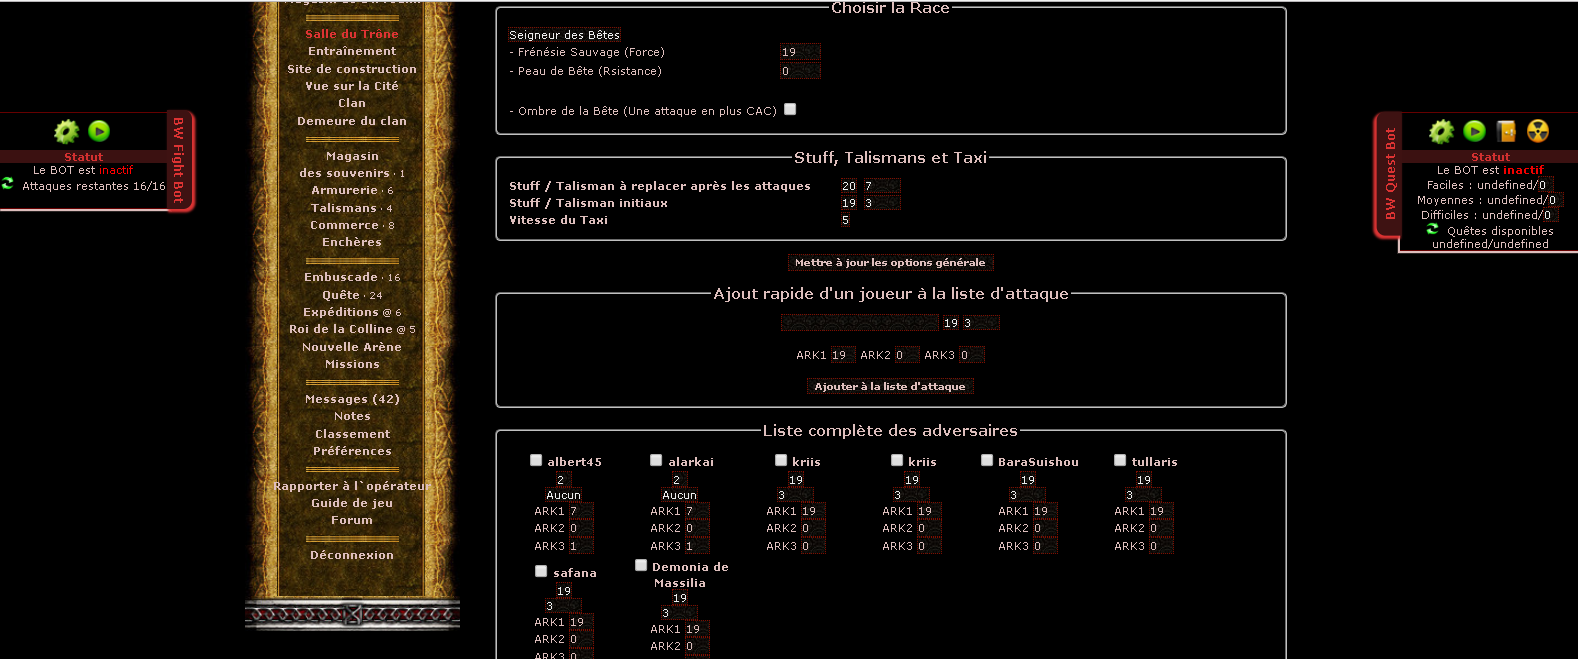 Salle du Trône
Entraînement
Site de construction
Vue sur la Cité
Clan
Demeure du clan
Magasin
des souvenirs · 1
Armurerie · 6
Talismans · 4
Commerce · 8
Enchères
Embuscade · 16
Quête · 24
Expéditions @ 6
Roi de la Colline @ 5
Nouvelle Arène
Missions
Messages (42)
Notes
Classement
Préférences
Rapporter à l`opérateur
Guide de jeu
Forum
Déconnexion
BW Fight Bot
Statut
Le BOT est inactif
Attaques restantes 16/16
Choisir la Race
Seigneur des Bêtes
- Frénésie Sauvage (Force) 19
- Peau de Bête (Rsistance) 0
- Ombre de la Bête (Une attaque en plus CAC)
Stuff, Talismans et Taxi
Stuff / Talisman à replacer après les attaques 20 7
Stuff / Talisman initiaux 19 3
Vitesse du Taxi 5
Mettre à jour les options générale
Ajout rapide d'un joueur à la liste d'attaque
19 3
ARK1 19 ARK2 0 ARK3 0
Ajouter à la liste d'attaque
Liste complète des adversaires
albert45
2
Aucun
ARK1 7
ARK2 0
ARK3 1
alarkai
2
Aucun
ARK1 7
ARK2 0
ARK3 1
kriis
19
3
ARK1 19
ARK2 0
ARK3 0
kriis
19
3
ARK1 19
ARK2 0
ARK3 0
BaraSuishou
19
3
ARK1 19
ARK2 0
ARK3 0
tullaris
19
3
ARK1 19
ARK2 0
ARK3 0
safana
19
3
ARK1 19
ARK2 0
ARK3 0
Demonia de
Massilia
19
3
ARK1 19
ARK2 0
BW Quest Bot
Statut
Le BOT est Inactif
Faciles : undefined/0
Moyennes : undefined/0
Difficiles : undefined/0
Quêtes disponibles
undefined/undefined